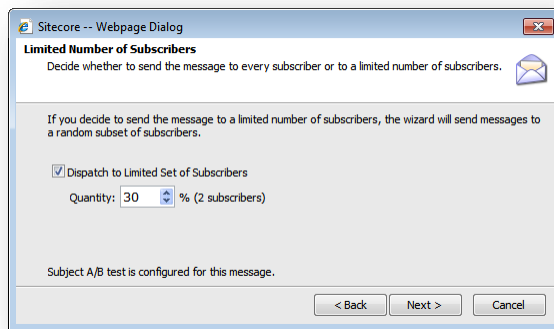 Sitecore -- Webpage Dialog
Limited Number of Subscribers
Decide whether to send the message to every subscriber or to a limited number of subscribers.
If you decide to send the message to a limited number of subscribers, the wizard will send messages to
a random subset of subscribers.
Dispatch to Limited Set of Subscribers
Quantity: 30 % (2 subscribers)
Subject A/B test is configured for this message.
< Back Next > Cancel